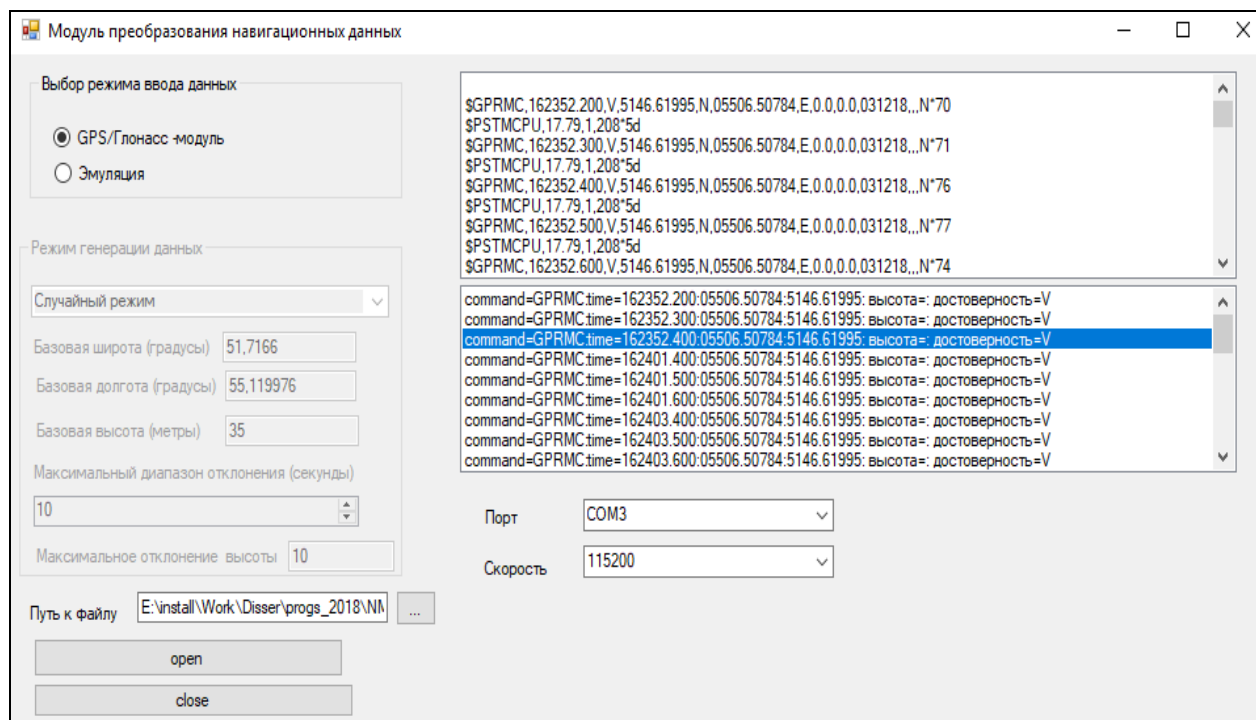 Модуль преобразования навигационных данных
Выбор режима ввода данных
GPS/Глонасс -модуль
Эмуляция
Режим генерации данных
Случайный режим
Базовая широта (градусы) 51,7166
Базовая долгота (градусы) 55,119976
Базовая высота (метры) 35
Максимальный диапазон отклонения (секунды)
10
Максимальное отклонение высоты 10
Путь к файлу E:\install\Work\Disser\progs_2018\NM ...
open
close
$GPRMC,162352.200,V,5146.61995,N,05506.50784,E,0.0,0.0,031218,,,N*70
$PSTMCPU,17.79,1,208*5d
$GPRMC,162352.300,V,5146.61995,N,05506.50784,E,0.0,0.0,031218,,,N*71
$PSTMCPU,17.79,1,208*5d
$GPRMC,162352.400,V,5146.61995,N,05506.50784,E,0.0,0.0,031218,,,N*76
$PSTMCPU,17.79,1,208*5d
$GPRMC,162352.500,V,5146.61995,N,05506.50784,E,0.0,0.0,031218,,,N*77
$PSTMCPU,17.79,1,208*5d
$GPRMC,162352.600,V,5146.61995,N,05506.50784,E,0.0,0.0,031218,,,N*74
command=GPRMC:time=162352.200:05506.50784:5146.61995: высота=: достоверность=V
command=GPRMC:time=162352.300:05506.50784:5146.61995: высота=: достоверность=V
command=GPRMC:time=162352.400:05506.50784:5146.61995: высота=: достоверность=V
command=GPRMC:time=162401.400:05506.50784:5146.61995: высота=: достоверность=V
command=GPRMC:time=162401.500:05506.50784:5146.61995: высота=: достоверность=V
command=GPRMC:time=162401.600:05506.50784:5146.61995: высота=: достоверность=V
command=GPRMC:time=162403.400:05506.50784:5146.61995: высота=: достоверность=V
command=GPRMC:time=162403.500:05506.50784:5146.61995: высота=: достоверность=V
command=GPRMC:time=162403.600:05506.50784:5146.61995: высота=: достоверность=V
Порт COM3
Скорость 115200